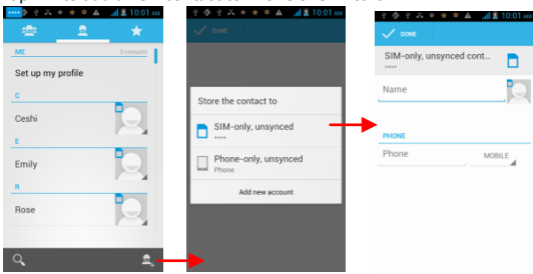 10:01 AM
ME
3 contacts
Set up my profile
C
Ceshi
E
Emily
R
Rose
10:01 AM
DONE
Store the contact to
SIM-only, unsynced
Phone-only, unsynced
Phone
Add new account
10:01 AM
DONE
SIM-only, unsynced cont...
Name
PHONE
Phone
MOBILE